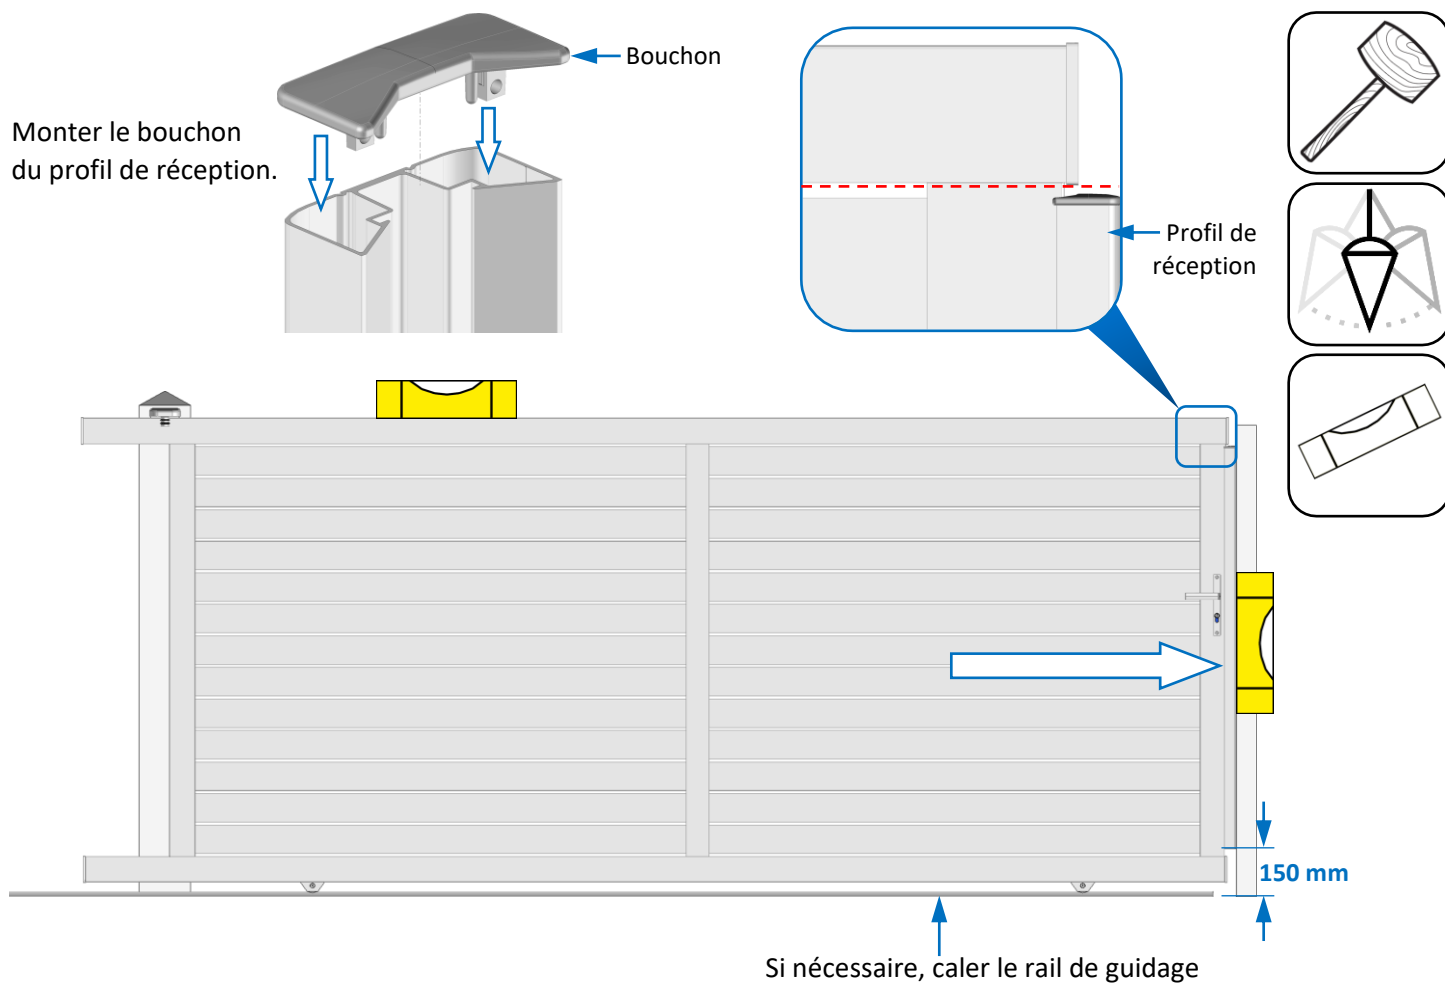 Bouchon
Monter le bouchon
du profil de réception.
Profil de
réception
150 mm
Si nécessaire, caler le rail de guidage